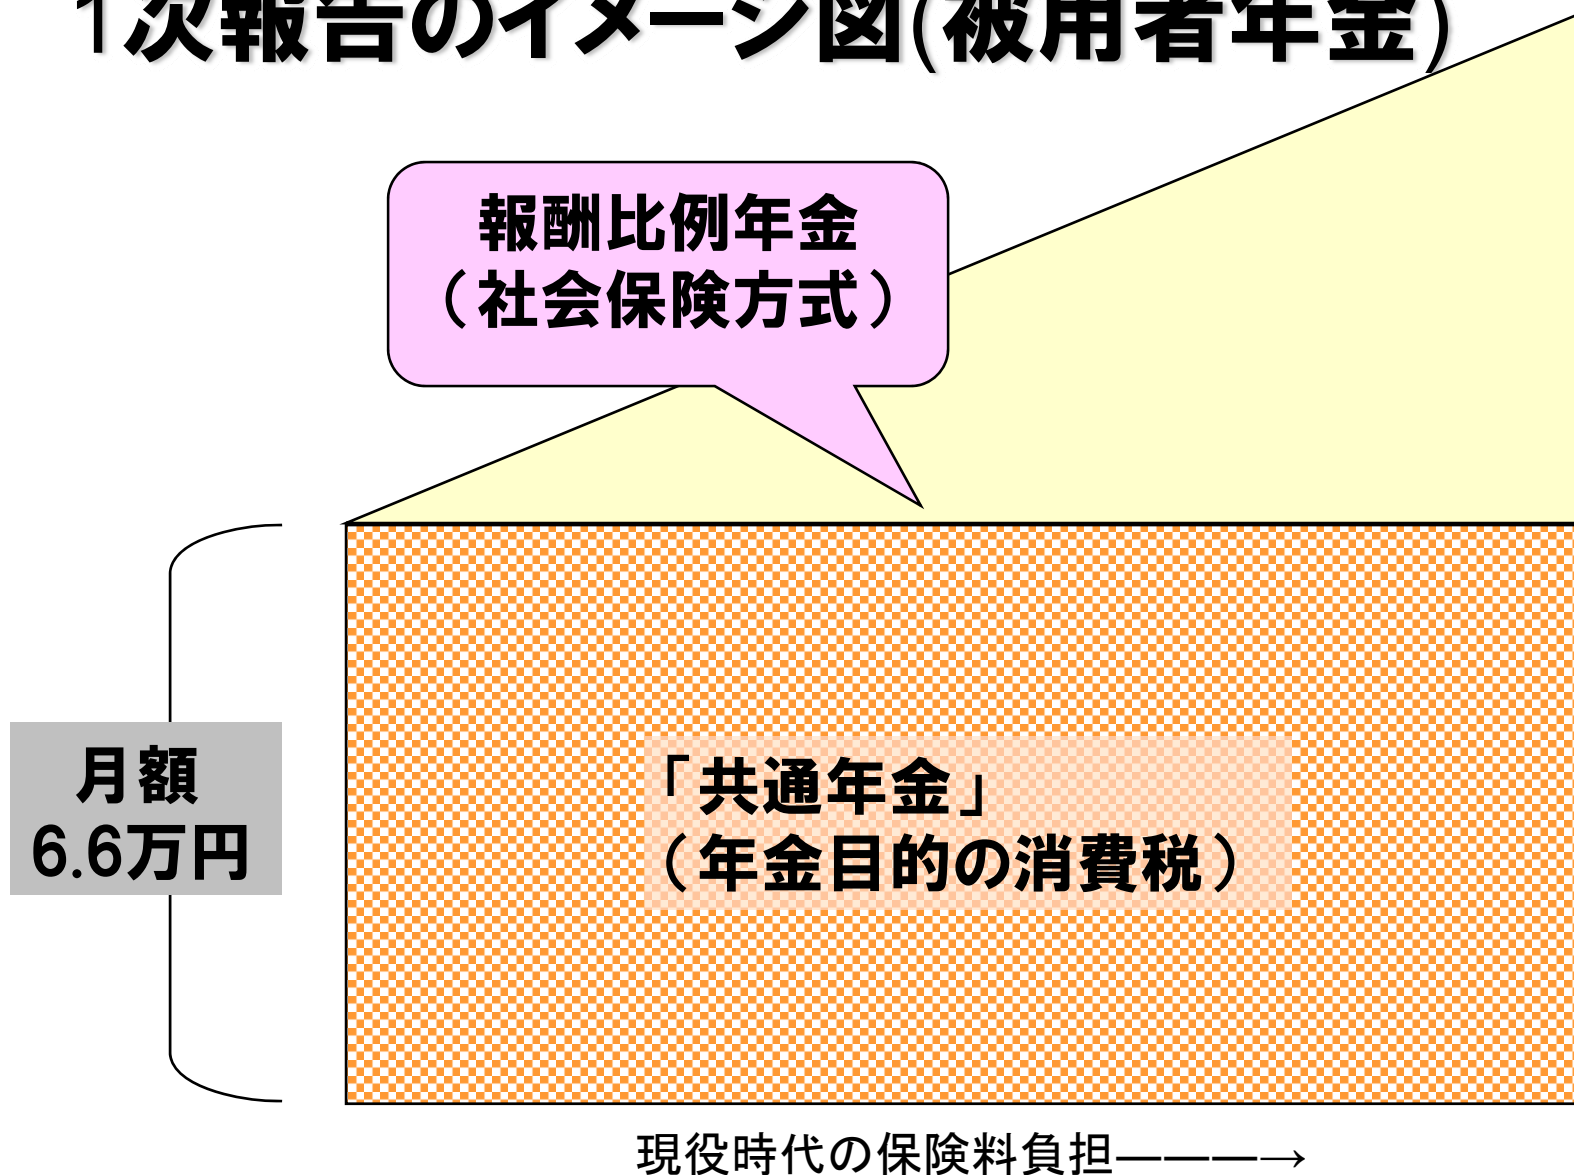 1次報告のイメージ図(被用者年金)
報酬比例年金
（社会保険方式）
月額
6.6万円
「共通年金」
（年金目的の消費税）
現役時代の保険料負担―――→